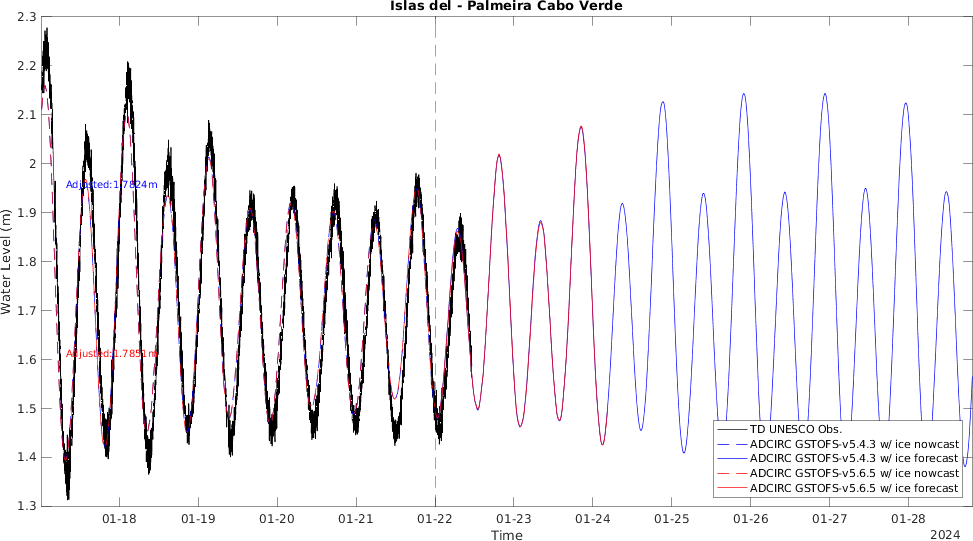 Islas del - Palmeira Cabo Verde
2.3
2.2
2.1
2
1.9
1.8
1.7
1.6
1.5
1.4
1.3
Water Level (m)
Adjusted:1.7824m
Adjusted:1.7851m
TD UNESCO Obs.
ADCIRC GSTOFS-v5.4.3 w/ ice nowcast
ADCIRC GSTOFS-v5.4.3 w/ ice forecast
ADCIRC GSTOFS-v5.6.5 w/ ice nowcast
ADCIRC GSTOFS-v5.6.5 w/ ice forecast
01-18 01-19 01-20 01-21 01-22 01-23 01-24 01-25 01-26 01-27 01-28
Time
2024